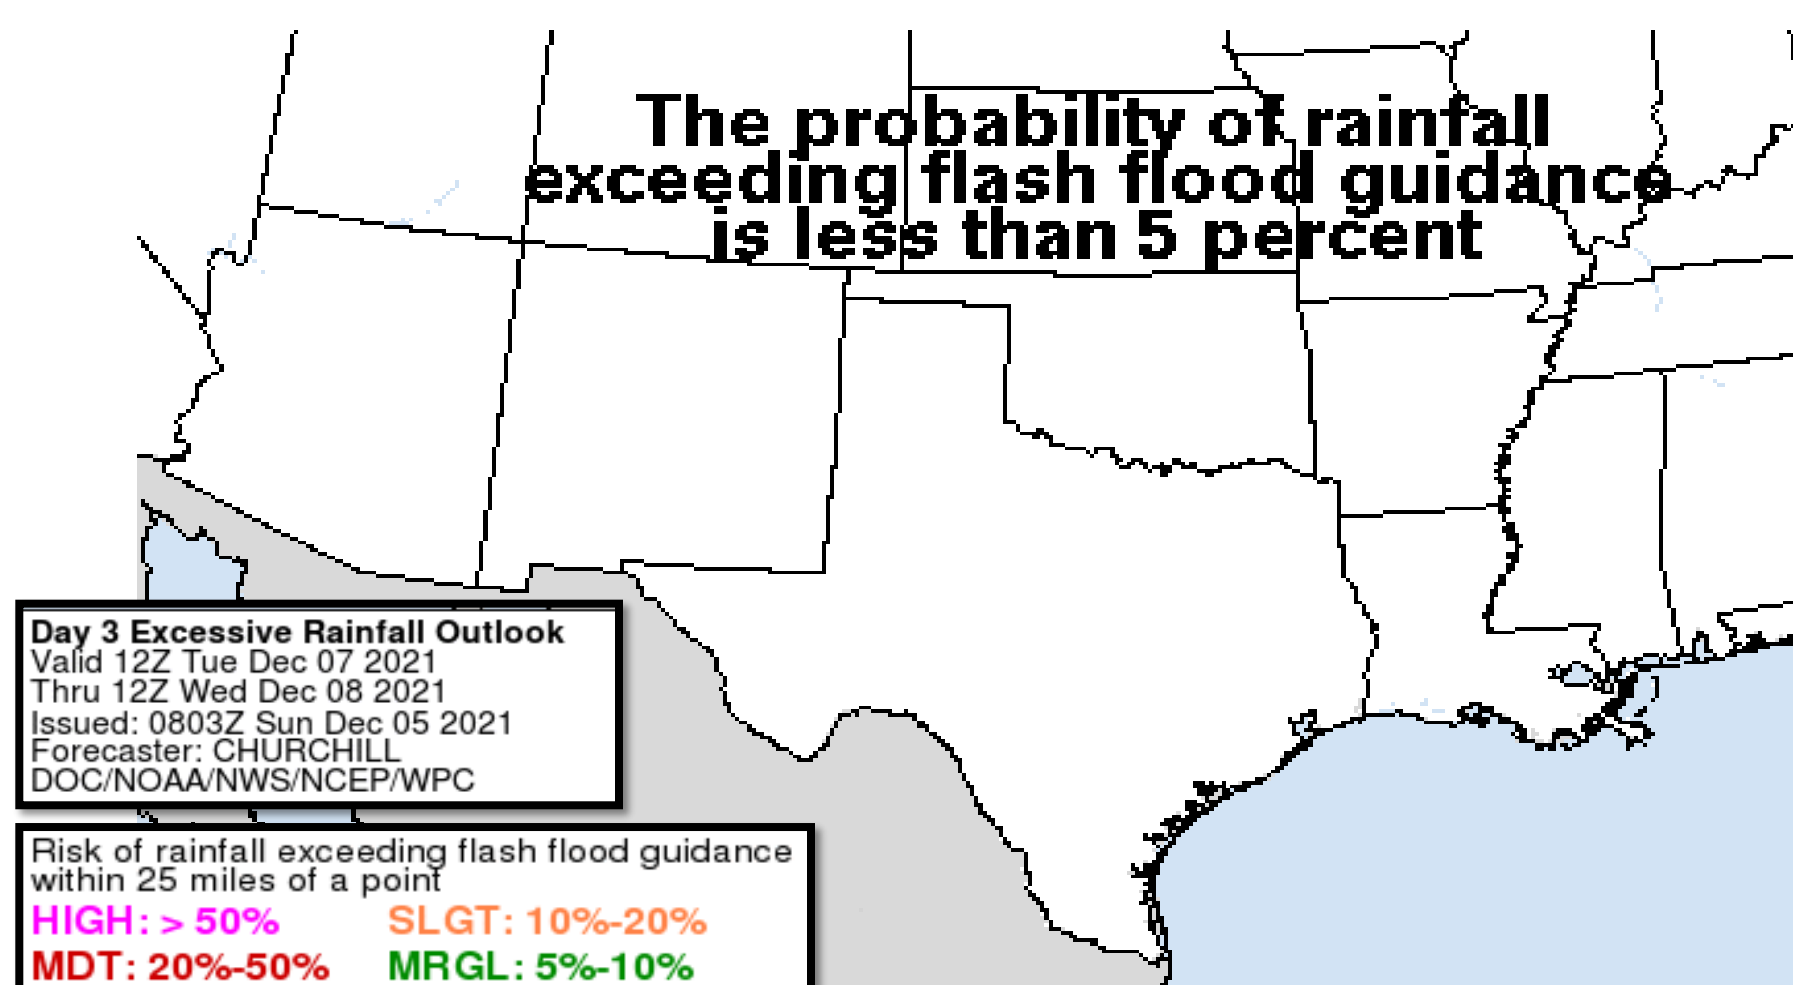 The probability of rainfall
exceeding flash flood guidance
is less than 5 percent
Day 3 Excessive Rainfall Outlook
Valid 12Z Tue Dec 07 2021
Thru 12Z Wed Dec 08 2021
Issued: 0803Z Sun Dec 05 2021
Forecaster: CHURCHILL
DOC/NOAA/NWS/NCEP/WPC
Risk of rainfall exceeding flash flood guidance
within 25 miles of a point
HIGH: > 50% SLGT: 10%-20%
MDT: 20%-50% MRGL: 5%-10%